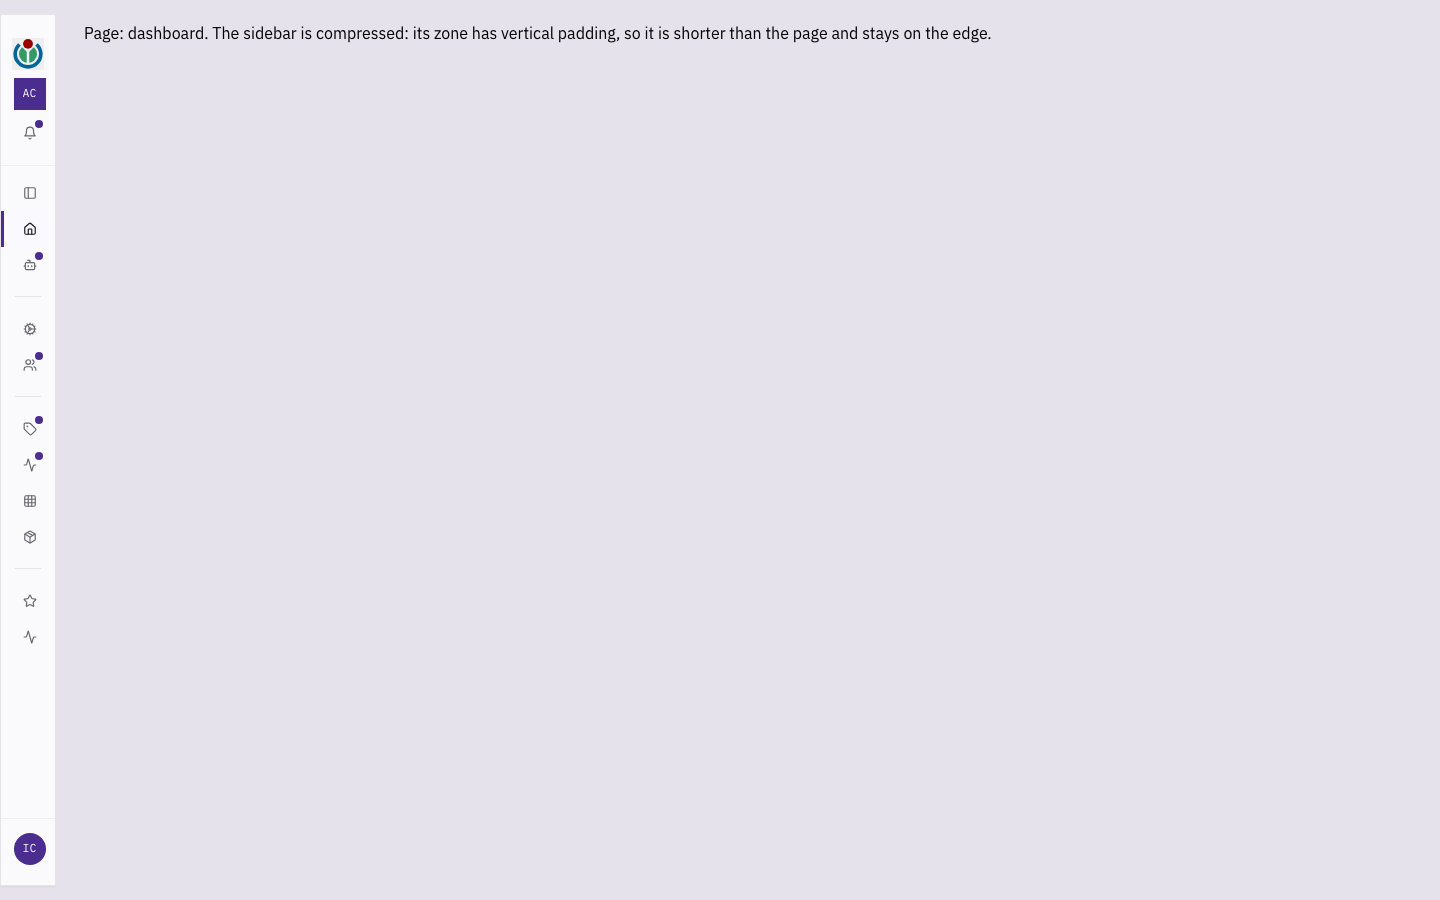 Page: dashboard. The sidebar is compressed: its zone has vertical padding, so it is shorter than the page and stays on the edge.
AC
IC